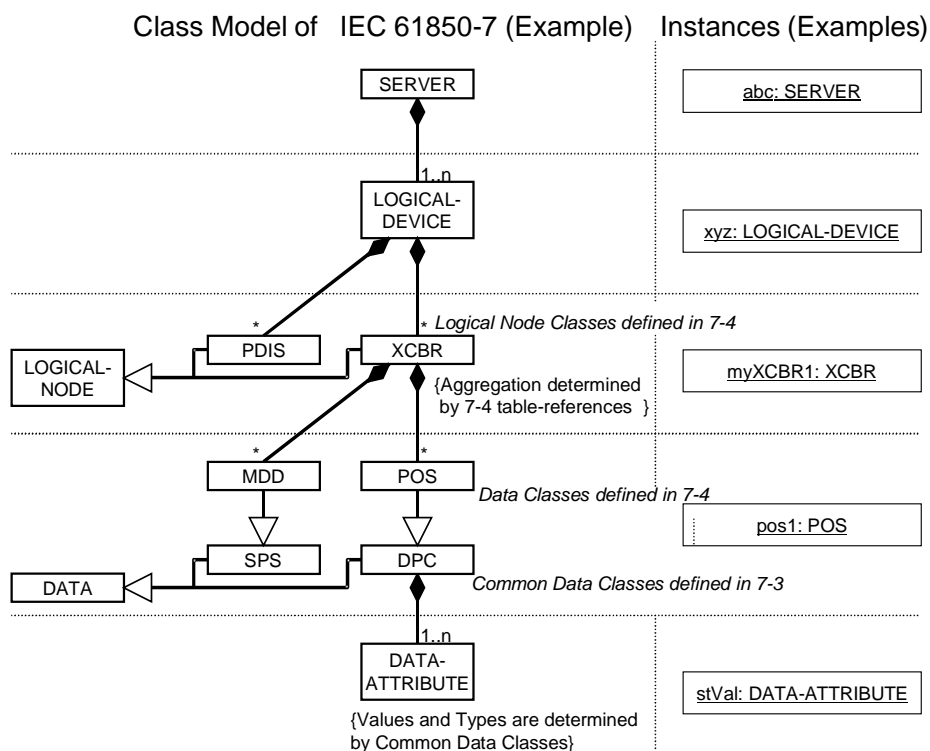 Class Model of IEC 61850-7 (Example) Instances (Examples)
SERVER
abc: SERVER
1..n
LOGICAL-
DEVICE
xyz: LOGICAL-DEVICE
* * Logical Node Classes defined in 7-4
PDIS XCBR
LOGICAL-
NODE
myXCBR1: XCBR
{Aggregation determined
by 7-4 table-references }
* *
MDD POS
Data Classes defined in 7-4
pos1: POS
SPS DPC
DATA
Common Data Classes defined in 7-3
1..n
DATA-
ATTRIBUTE
stVal: DATA-ATTRIBUTE
{Values and Types are determined
by Common Data Classes}